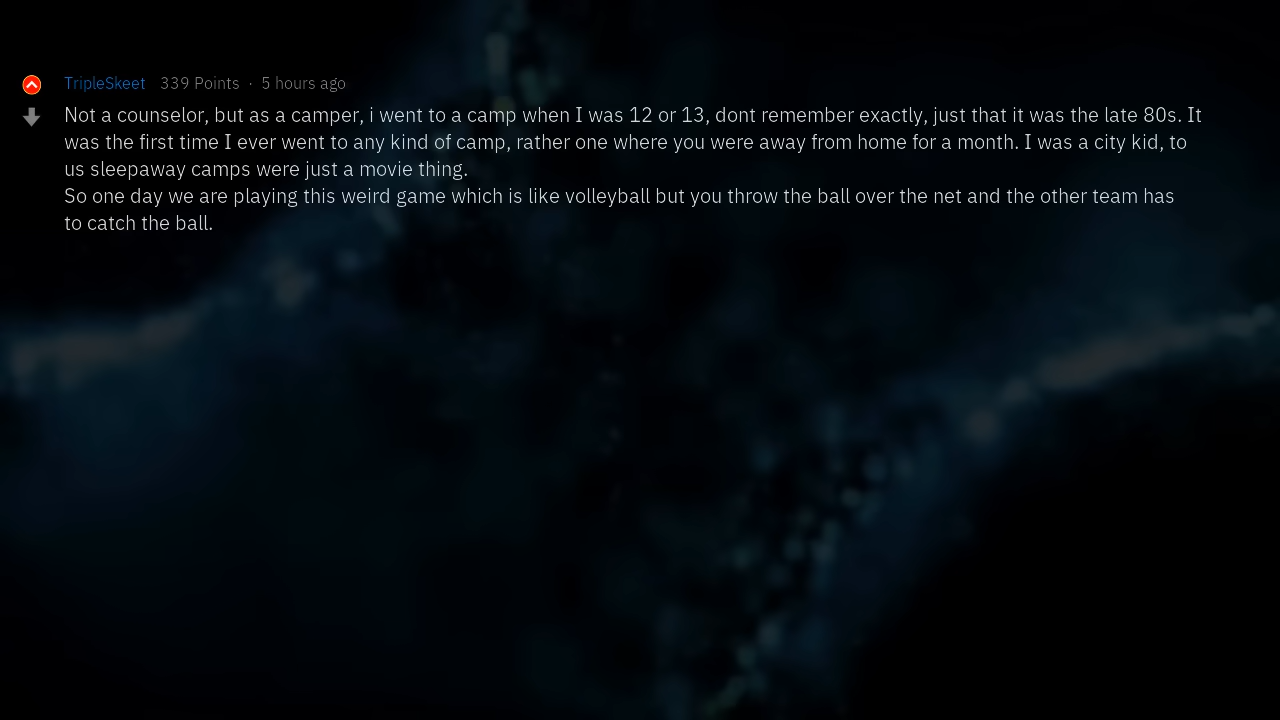 TripleSkeet 339 Points · 5 hours ago
Not a counselor, but as a camper, i went to a camp when I was 12 or 13, dont remember exactly, just that it was the late 80s. It
was the first time I ever went to any kind of camp, rather one where you were away from home for a month. I was a city kid, to
us sleepaway camps were just a movie thing.
So one day we are playing this weird game which is like volleyball but you throw the ball over the net and the other team has
to catch the ball.